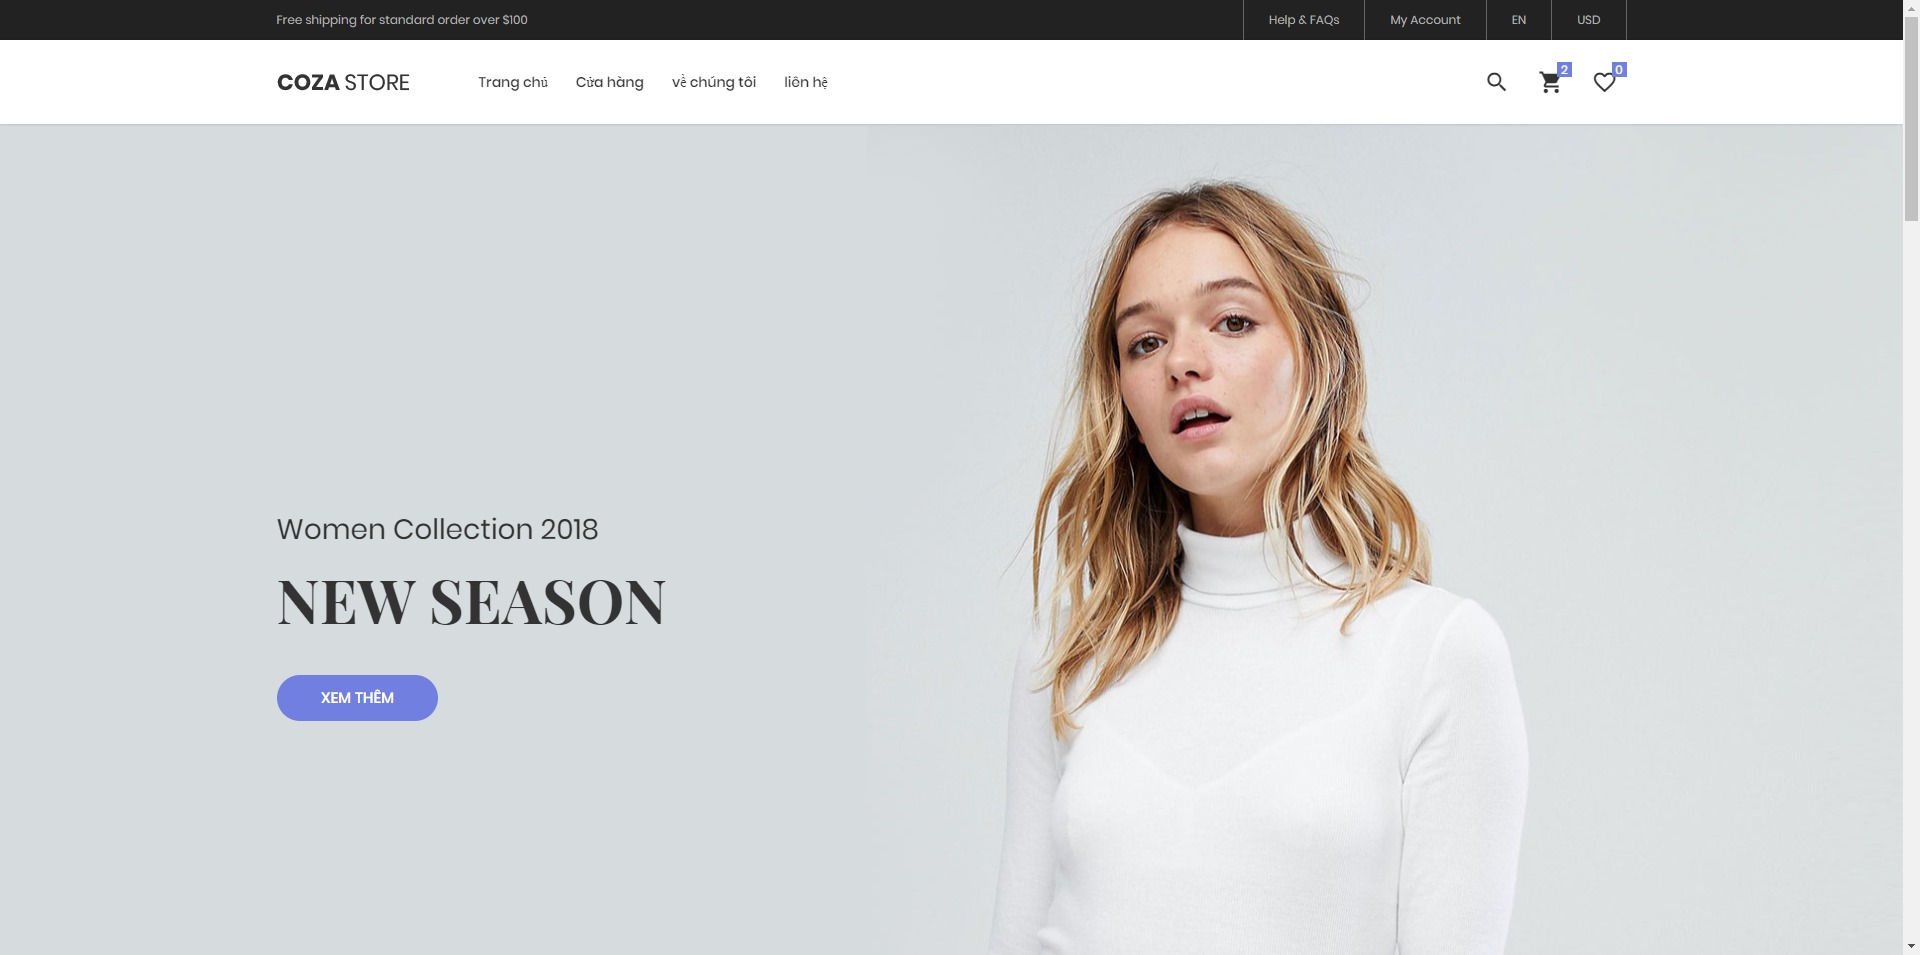 Free shipping for standard order over $100
Help & FAQs
My Account
EN
USD
COZA STORE
Trang chủ
Cửa hàng
về chúng tôi
liên hệ
2
0
Women Collection 2018
NEW SEASON
XEM THÊM